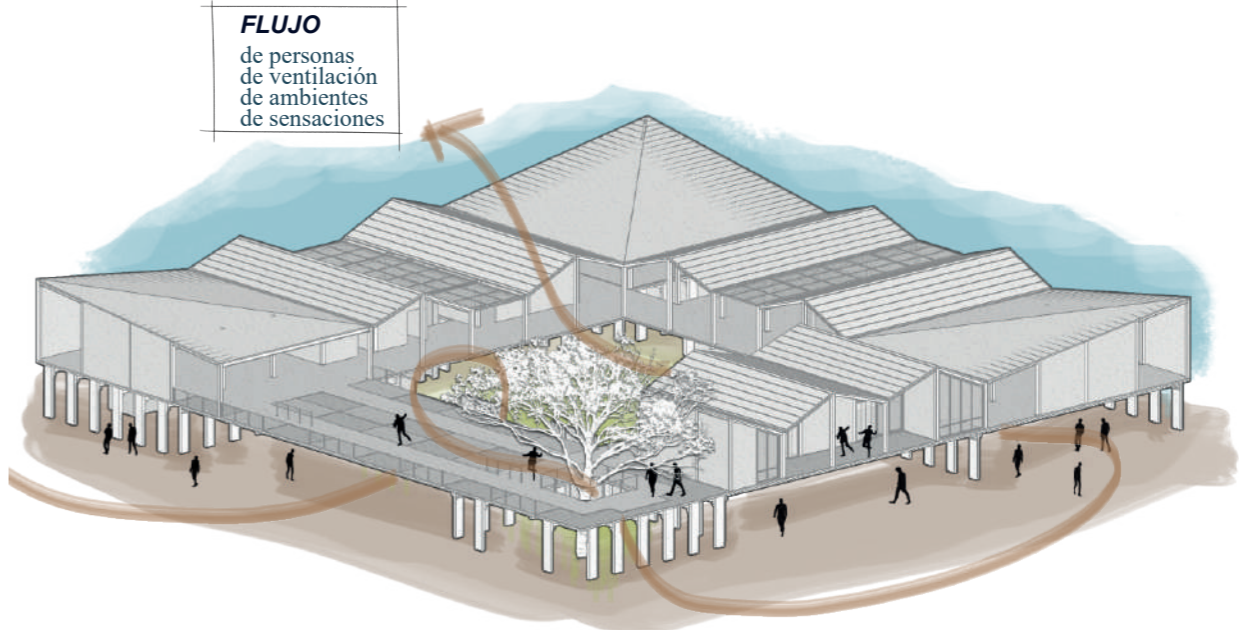 FLUJO
de personas
de ventilación
de ambientes
de sensaciones